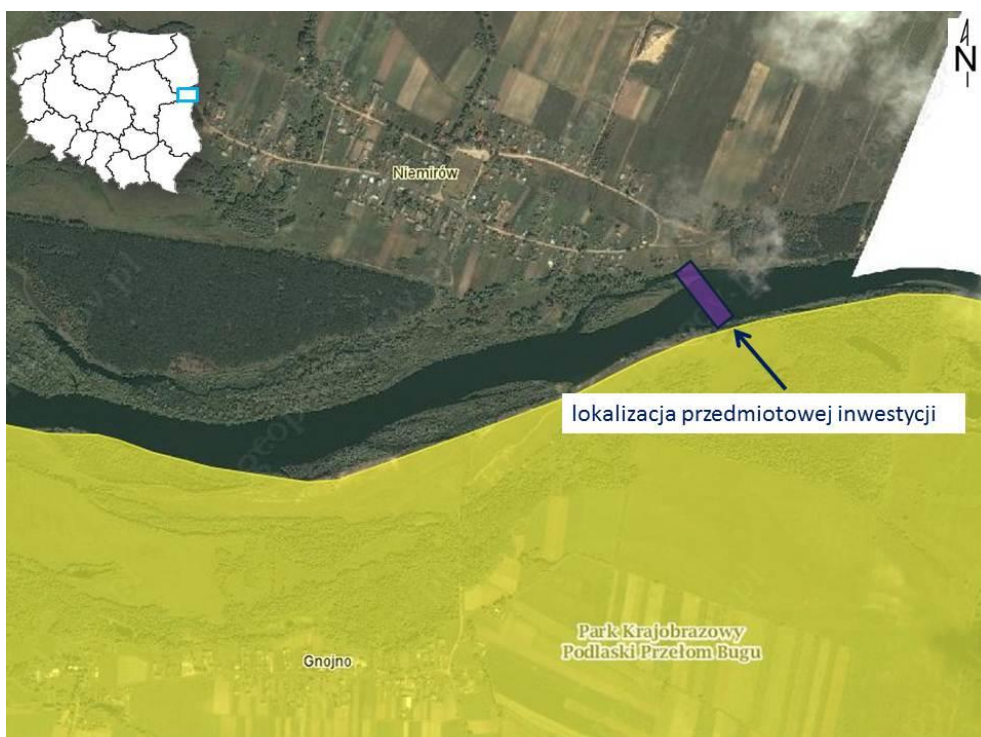 N
Niemirów
lokalizacja przedmiotowej inwestycji
Park Krajobrazowy
Podlaski Przełom Bugu
Gnojno